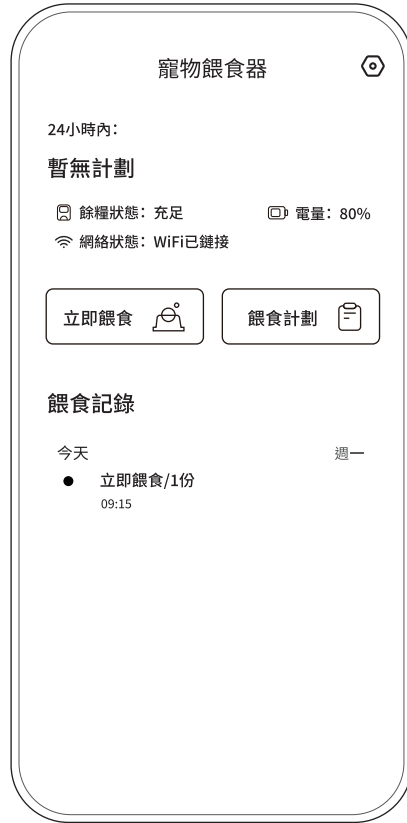 寵物餵食器
24小時內：
暫無計劃
餘糧狀態：充足 電量：80%
網絡狀態：WiFi已鏈接
立即餵食 餵食計劃
餵食記錄
今天 週一
立即餵食/1份
09:15